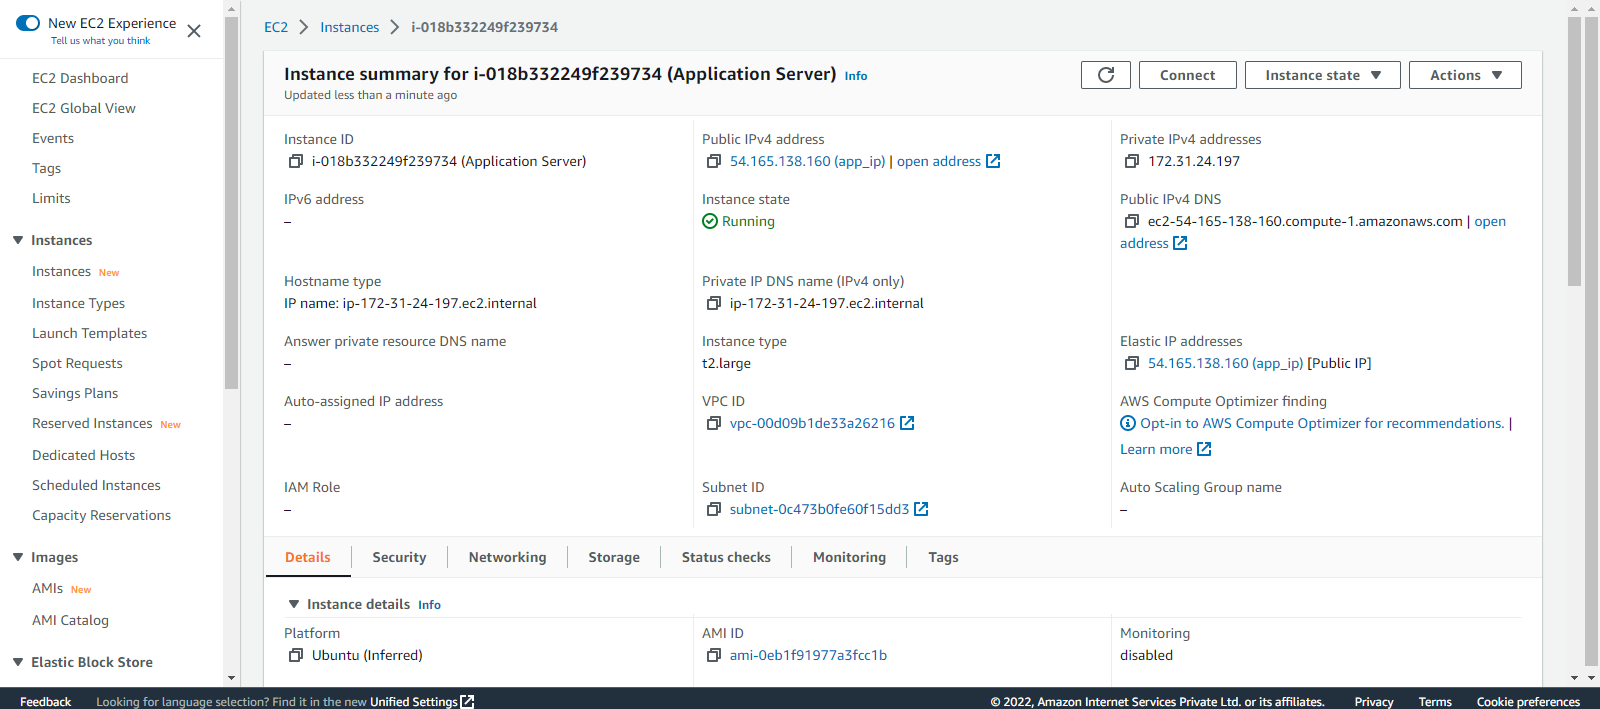 New EC2 Experience
Tell us what you think
EC2 Dashboard
EC2 Global View
Events
Tags
Limits
Instances
Instances New
Instance Types
Launch Templates
Spot Requests
Savings Plans
Reserved Instances New
Dedicated Hosts
Scheduled Instances
Capacity Reservations
Images
AMIs New
AMI Catalog
Elastic Block Store
EC2 Instances i-018b332249f239734
Instance summary for i-018b332249f239734 (Application Server) Info
Updated less than a minute ago
Connect Instance state Actions
Instance ID
i-018b332249f239734 (Application Server)
Public IPv4 address
54.165.138.160 (app_ip) | open address
Private IPv4 addresses
172.31.24.197
IPv6 address
–
Instance state
Running
Public IPv4 DNS
ec2-54-165-138-160.compute-1.amazonaws.com | open
address
Hostname type
IP name: ip-172-31-24-197.ec2.internal
Private IP DNS name (IPv4 only)
ip-172-31-24-197.ec2.internal
Answer private resource DNS name
–
Instance type
t2.large
Elastic IP addresses
54.165.138.160 (app_ip) [Public IP]
Auto-assigned IP address
–
VPC ID
vpc-00d09b1de33a26216
AWS Compute Optimizer finding
Opt-in to AWS Compute Optimizer for recommendations. |
Learn more
IAM Role
–
Subnet ID
subnet-0c473b0fe60f15dd3
Auto Scaling Group name
–
Details Security Networking Storage Status checks Monitoring Tags
Instance details Info
Platform
Ubuntu (Inferred)
AMI ID
ami-0eb1f91977a3fcc1b
Monitoring
disabled
Feedback Looking for language selection? Find it in the new Unified Settings © 2022, Amazon Internet Services Private Ltd. or its affiliates. Privacy Terms Cookie preferences